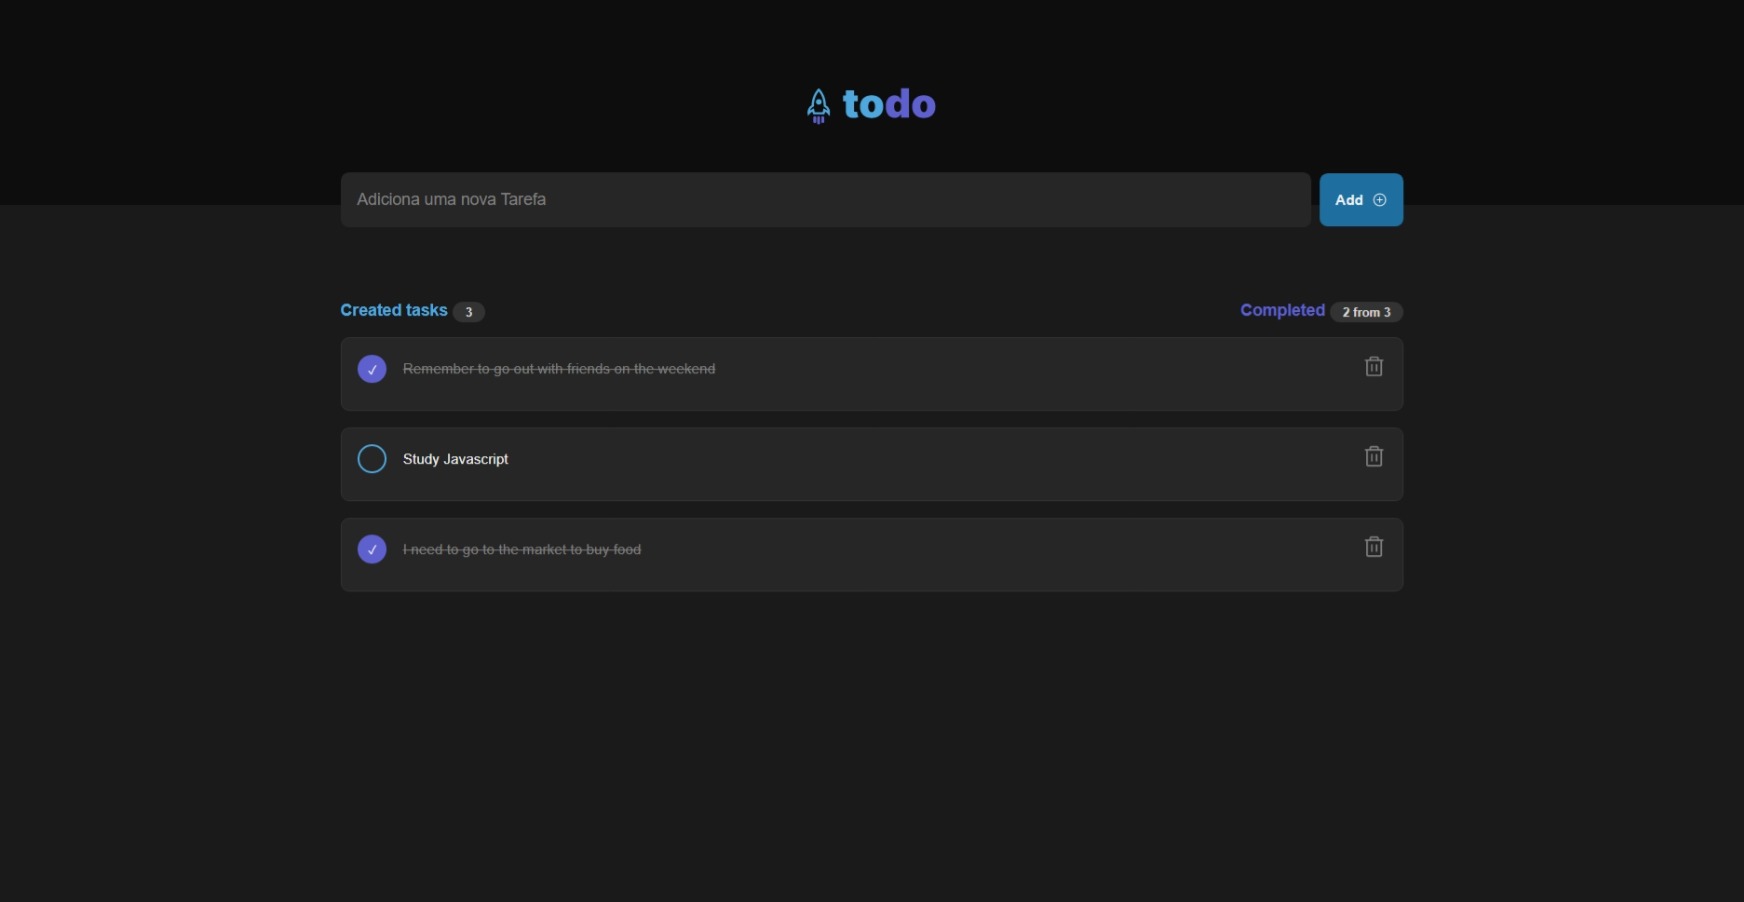 todo
Adiciona uma nova Tarefa
Add
Created tasks 3
Completed 2 from 3
Remember to go out with friends on the weekend
Study Javascript
I need to go to the market to buy food